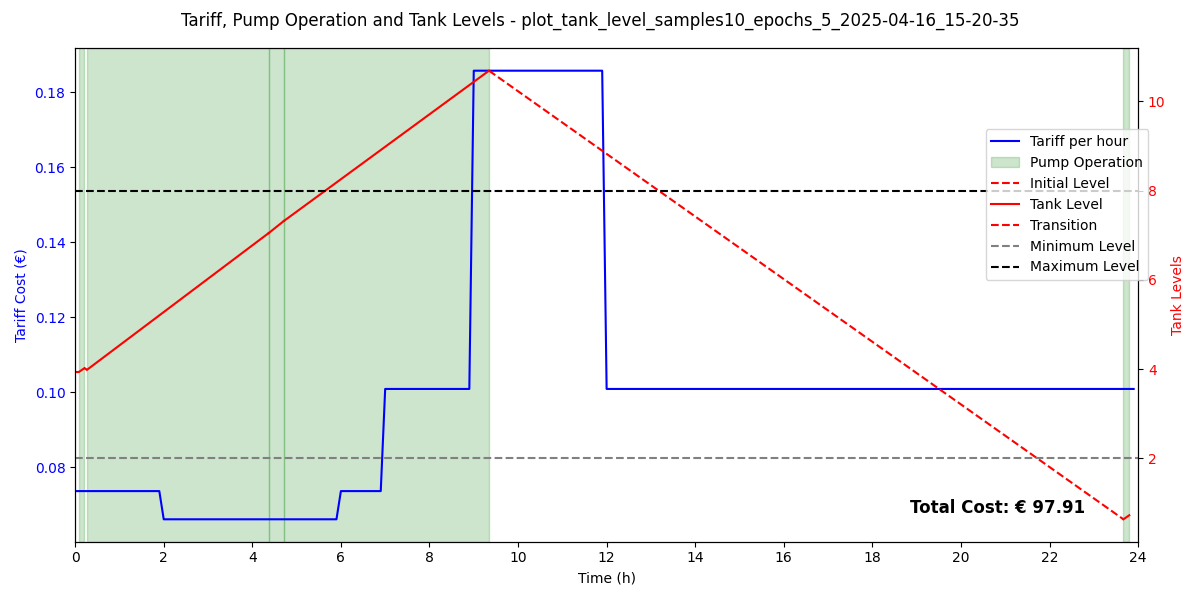 Tariff, Pump Operation and Tank Levels - plot_tank_level_samples10_epochs_5_2025-04-16_15-20-35
Tariff Cost (€)
0.18
0.16
0.14
0.12
0.10
0.08
Tariff per hour
Pump Operation
Initial Level
Tank Level
Transition
Minimum Level
Maximum Level
10
8
6
4
2
Tank Levels
Total Cost: € 97.91
0 2 4 6 8 10 12 14 16 18 20 22 24
Time (h)